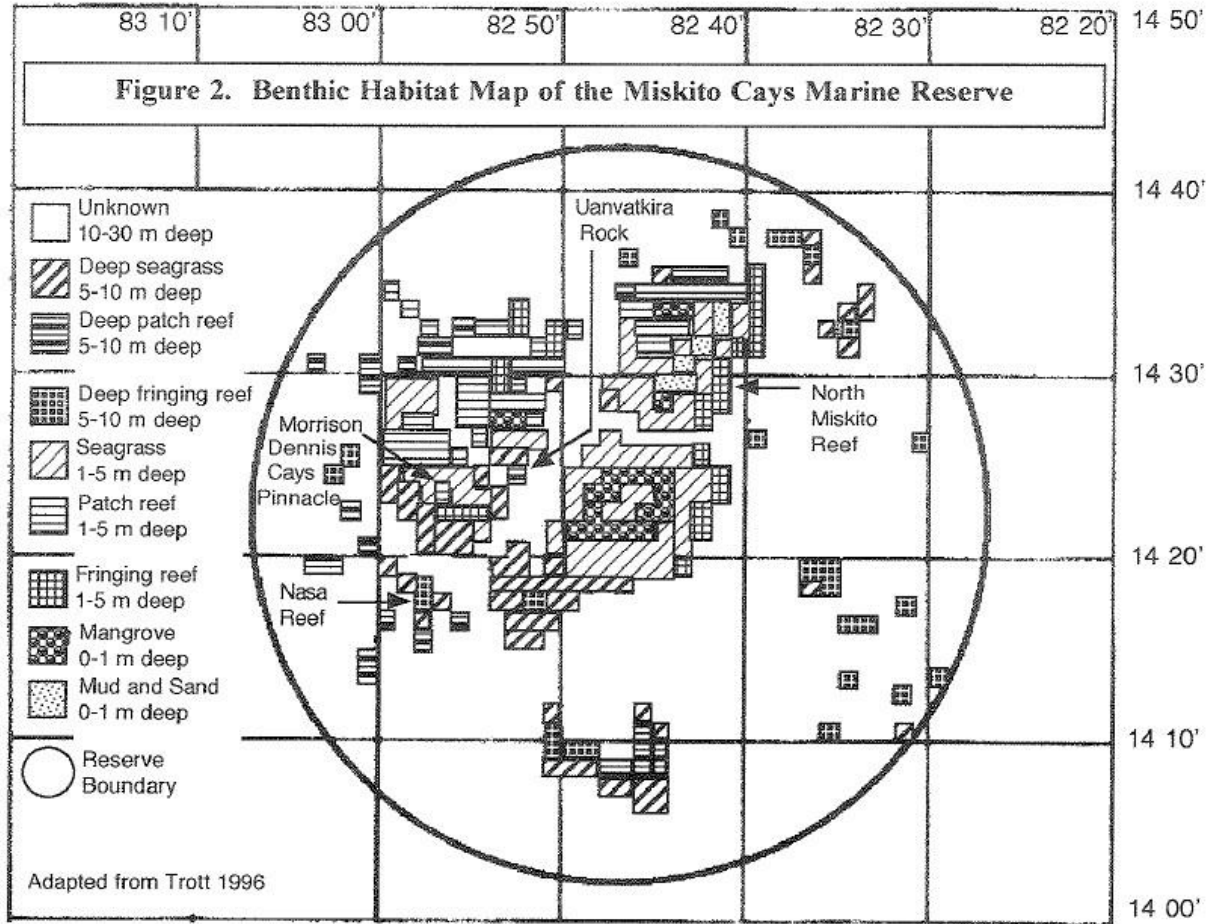 83 10'
83 00'
82 50'
82 40'
82 30'
82 20'
14 50'
Figure 2. Benthic Habitat Map of the Miskito Cays Marine Reserve
14 40'
Unknown
10-30 m deep
Deep seagrass
5-10 m deep
Deep patch reef
5-10 m deep
Deep fringing reef
5-10 m deep
Seagrass
1-5 m deep
Patch reef
1-5 m deep
Fringing reef
1-5 m deep
Mangrove
0-1 m deep
Mud and Sand
0-1 m deep
Reserve
Boundary
Adapted from Trott 1996
Uanvatkira
Rock
Morrison
Dennis
Cays
Pinnacle
North
Miskito
Reef
Nasa
Reef
14 30'
14 20'
14 10'
14 00'